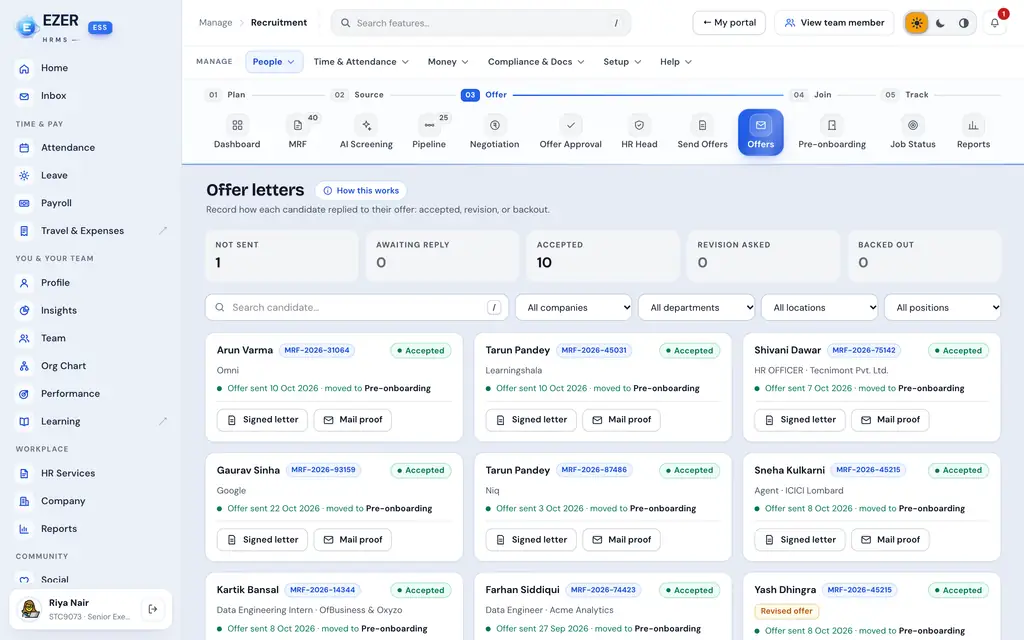 EZER
HRMS
ESS
Home
Inbox
TIME & PAY
Attendance
Leave
Payroll
Travel & Expenses
YOU & YOUR TEAM
Profile
Insights
Team
Org Chart
Performance
Learning
WORKPLACE
HR Services
Company
Reports
COMMUNITY
Social
Riya Nair
STC9073 · Senior Exe...
Manage > Recruitment
Search features... /
← My portal
View team member
1
MANAGE People Time & Attendance Money Compliance & Docs Setup Help
01 Plan 02 Source 03 Offer 04 Join 05 Track
40 25
Dashboard MRF AI Screening Pipeline Negotiation Offer Approval HR Head Send Offers Offers Pre-onboarding Job Status Reports
Offer letters How this works
Record how each candidate replied to their offer: accepted, revision, or backout.
NOT SENT AWAITING REPLY ACCEPTED REVISION ASKED BACKED OUT
1 0 10 0 0
Search candidate... / All companies All departments All locations All positions
Arun Varma MRF-2026-31064 Accepted
Omni
Offer sent 10 Oct 2026 · moved to Pre-onboarding
Signed letter Mail proof
Tarun Pandey MRF-2026-45031 Accepted
Learningshala
Offer sent 10 Oct 2026 · moved to Pre-onboarding
Signed letter Mail proof
Shivani Dawar MRF-2026-75142 Accepted
HR OFFICER · Tecnimont Pvt. Ltd.
Offer sent 7 Oct 2026 · moved to Pre-onboarding
Signed letter Mail proof
Gaurav Sinha MRF-2026-93159 Accepted
Google
Offer sent 22 Oct 2026 · moved to Pre-onboarding
Signed letter Mail proof
Tarun Pandey MRF-2026-87486 Accepted
Niq
Offer sent 3 Oct 2026 · moved to Pre-onboarding
Signed letter Mail proof
Sneha Kulkarni MRF-2026-45215 Accepted
Agent · ICICI Lombard
Offer sent 8 Oct 2026 · moved to Pre-onboarding
Signed letter Mail proof
Kartik Bansal MRF-2026-14344 Accepted
Data Engineering Intern · OfBusiness & Oxyzo
Offer sent 8 Oct 2026 · moved to Pre-onboarding
Farhan Siddiqui MRF-2026-74423 Accepted
Data Engineer · Acme Analytics
Offer sent 27 Sep 2026 · moved to Pre-onboarding
Yash Dhingra MRF-2026-45215 Accepted
Revised offer
Offer sent 8 Oct 2026 · moved to Pre-onboarding